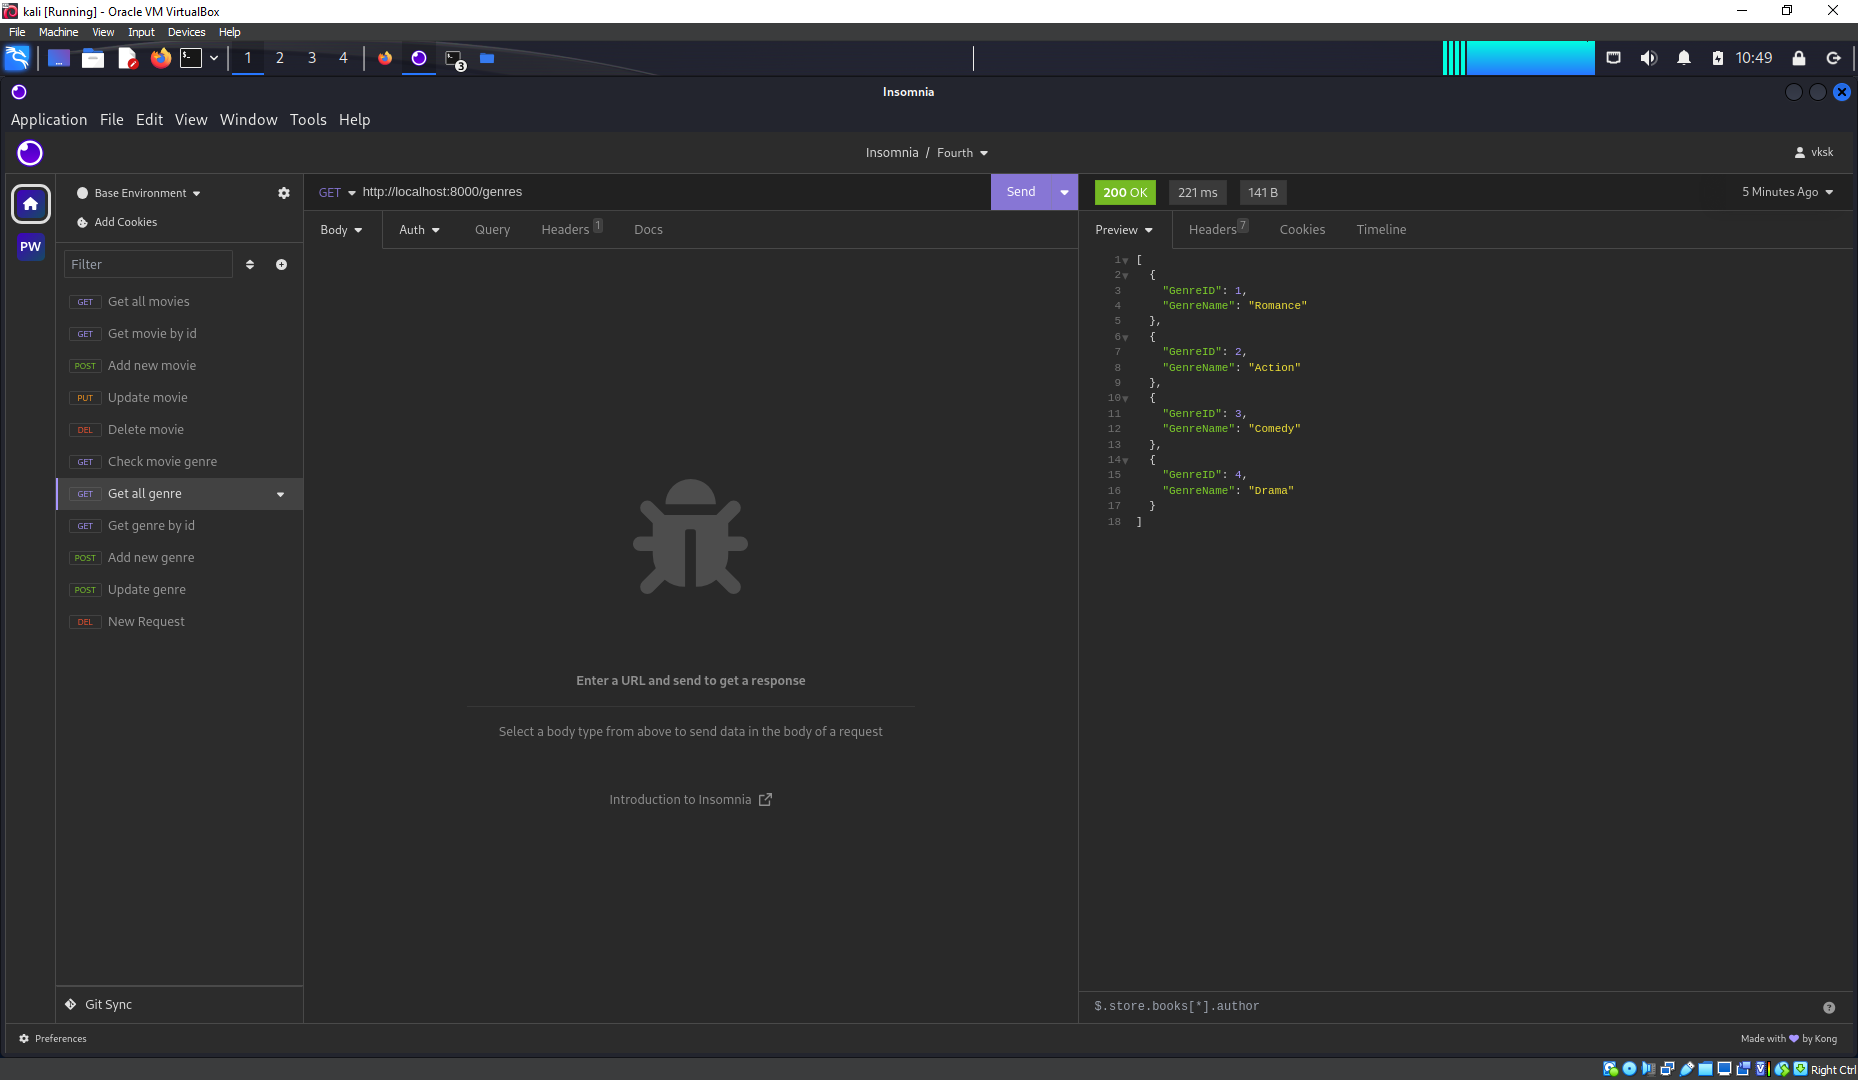 kali [Running] - Oracle VM VirtualBox
File Machine View Input Devices Help
1 2 3 4 3 10:49
Insomnia
Application File Edit View Window Tools Help
Insomnia / Fourth vksk
PW
Base Environment
Add Cookies
Filter
GET Get all movies
GET Get movie by id
POST Add new movie
PUT Update movie
DEL Delete movie
GET Check movie genre
GET Get all genre
GET Get genre by id
POST Add new genre
POST Update genre
DEL New Request
Git Sync
GET http://localhost:8000/genres Send
Body Auth Query Headers 1 Docs
Enter a URL and send to get a response
Select a body type from above to send data in the body of a request
Introduction to Insomnia
200 OK 221 ms 141 B 5 Minutes Ago
Preview Headers 7 Cookies Timeline
1 [
2 {
3 "GenreID": 1,
4 "GenreName": "Romance"
5 },
6 {
7 "GenreID": 2,
8 "GenreName": "Action"
9 },
10 {
11 "GenreID": 3,
12 "GenreName": "Comedy"
13 },
14 {
15 "GenreID": 4,
16 "GenreName": "Drama"
17 }
18 ]
$.store.books[*].author ?
Preferences Made with 💜 by Kong
Right Ctrl